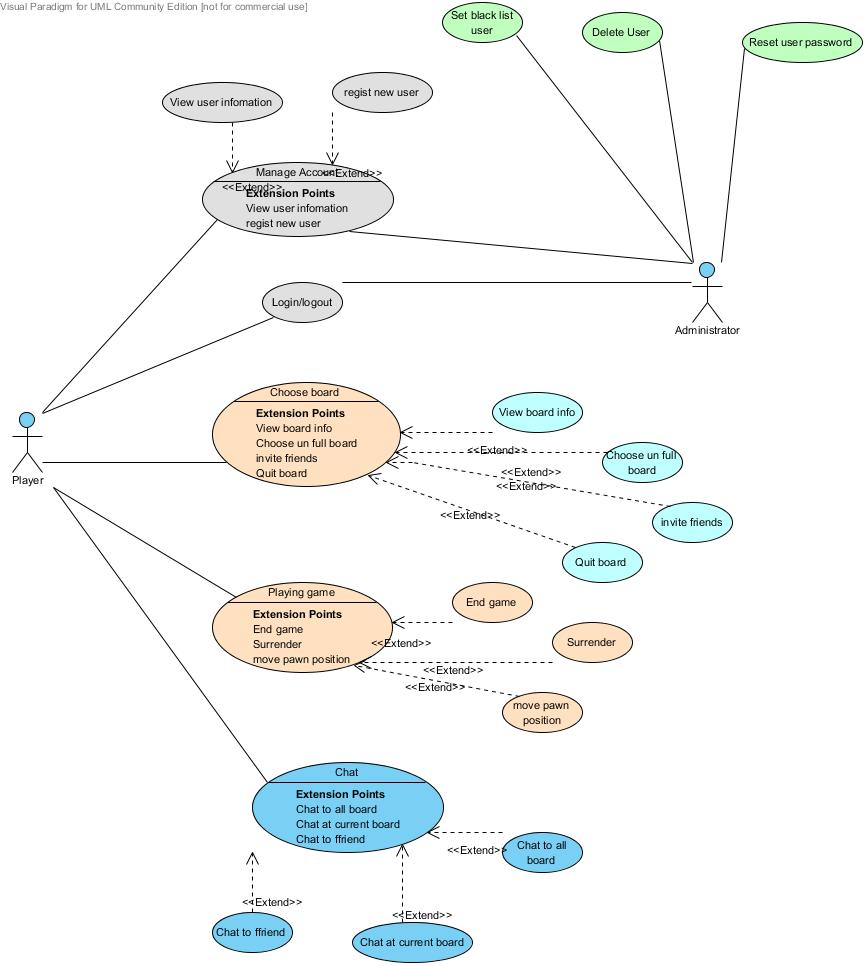 Visual Paradigm for UML Community Edition [not for commercial use]
Set black list
user
Delete User
Reset user password
View user infomation
regist new user
Manage Account
<<Extend>>
<<Extend>>
Extension Points
View user infomation
regist new user
Login/logout
Administrator
Player
Choose board
Extension Points
View board info
Choose un full board
invite friends
Quit board
View board info
<<Extend>>
Choose un full
board
<<Extend>>
<<Extend>>
invite friends
<<Extend>>
Quit board
Playing game
Extension Points
End game
Surrender
move pawn position
End game
<<Extend>>
Surrender
<<Extend>>
<<Extend>>
move pawn
position
Chat
Extension Points
Chat to all board
Chat at current board
Chat to ffriend
<<Extend>>
Chat to all
board
<<Extend>>
Chat to ffriend
<<Extend>>
Chat at current board